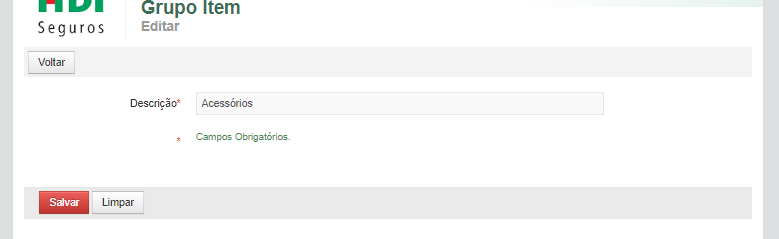 HDI
Seguros
Grupo Item
Editar
Voltar
Descrição* Acessórios
* Campos Obrigatórios.
Salvar Limpar